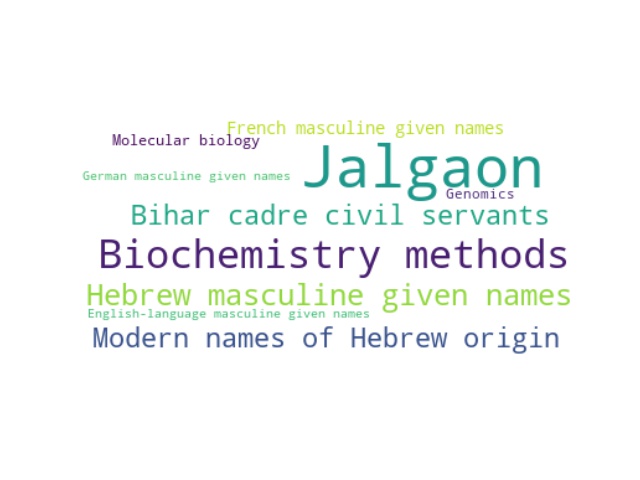 French masculine given names
Molecular biology
Jalgaon
German masculine given names
Genomics
Bihar cadre civil servants
Biochemistry methods
Hebrew masculine given names
English-language masculine given names
Modern names of Hebrew origin